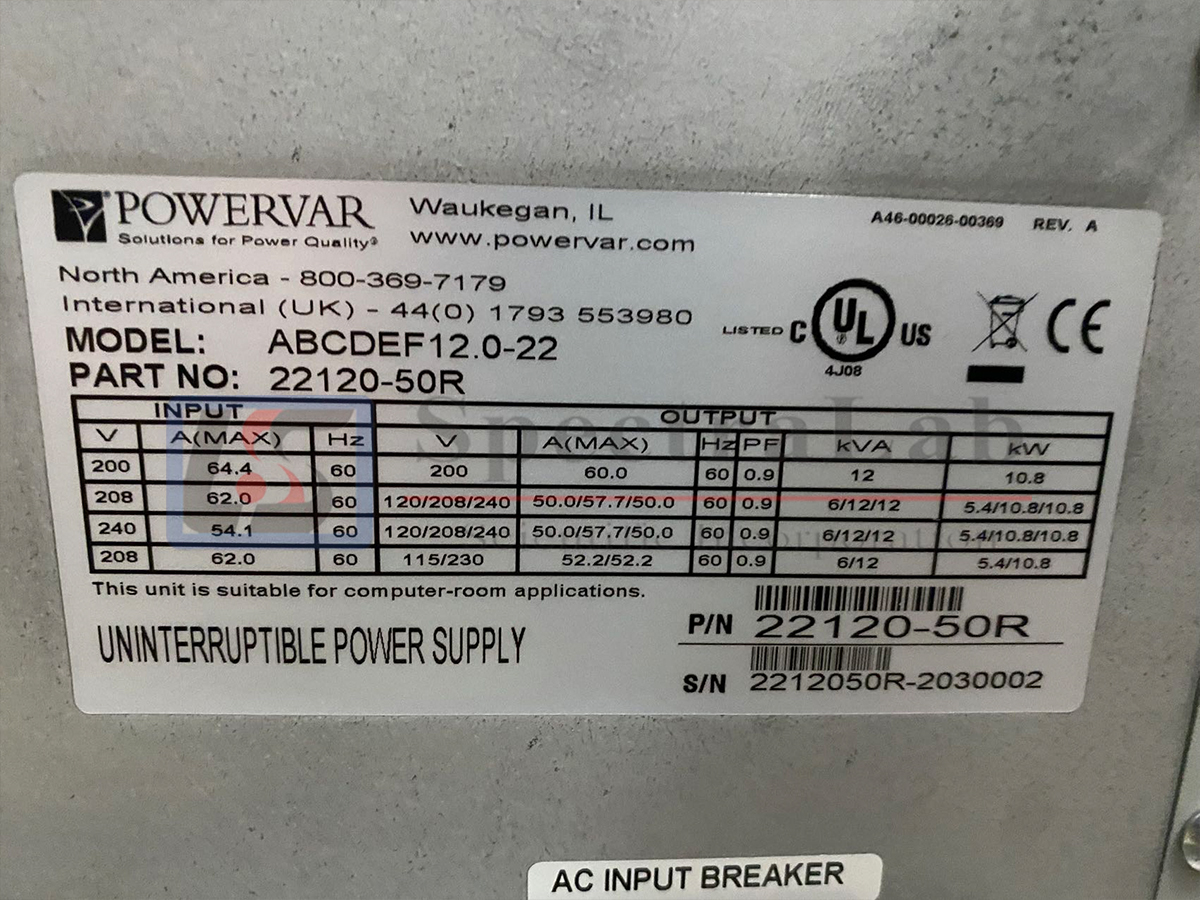 POWERVAR
Solutions for Power Quality®
Waukegan, IL
www.powervar.com
A46-00026-00369 REV. A
North America - 800-369-7179
International (UK) - 44(0) 1793 553980
MODEL: ABCDEF12.0-22
PART NO: 22120-50R
LISTED C UL US
4J08
CE
INPUT OUTPUT
V A(MAX) Hz V A(MAX) Hz PF kVA kW
200 64.4 60 200 60.0 60 0.9 12 10.8
208 62.0 60 120/208/240 50.0/57.7/50.0 60 0.9 6/12/12 5.4/10.8/10.8
240 54.1 60 120/208/240 50.0/57.7/50.0 60 0.9 6/12/12 5.4/10.8/10.8
208 62.0 60 115/230 52.2/52.2 60 0.9 6/12 5.4/10.8
SpectraLab
This unit is suitable for computer-room applications.
UNINTERRUPTIBLE POWER SUPPLY
P/N 22120-50R
S/N 2212050R-2030002
AC INPUT BREAKER